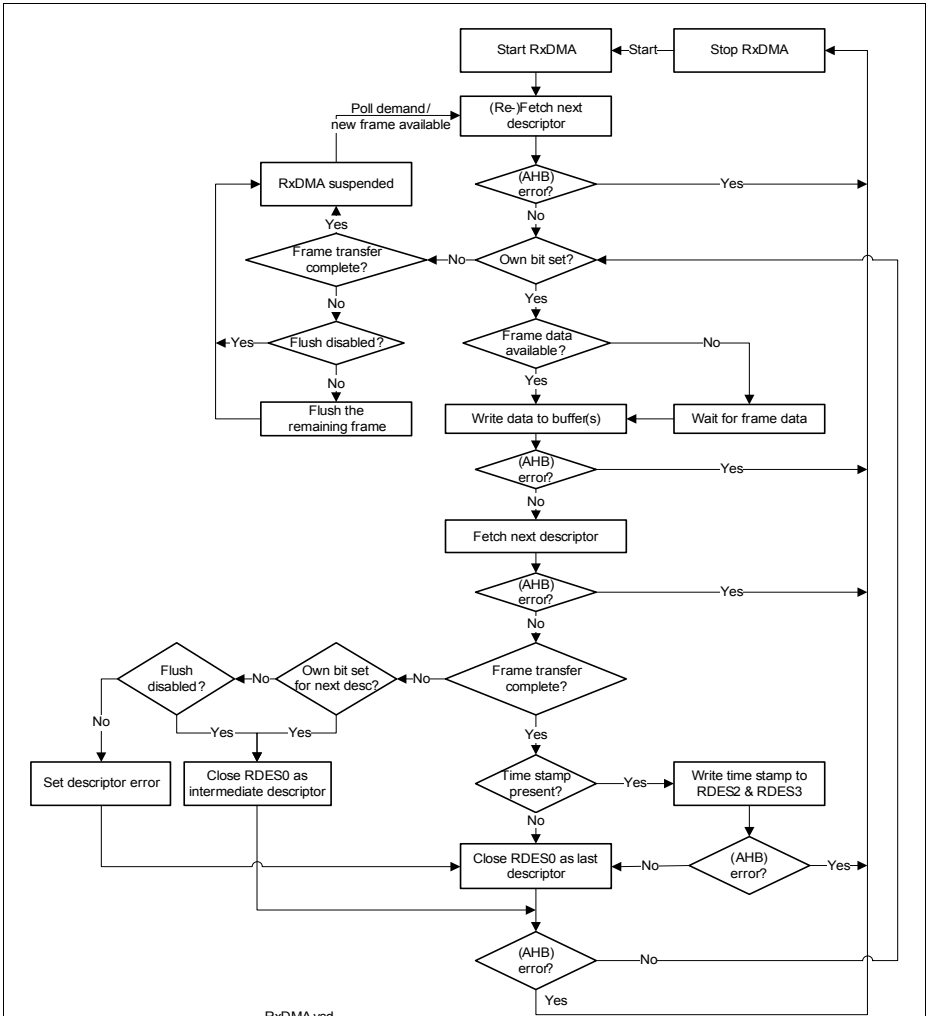 Start RxDMA
Start
Stop RxDMA
Poll demand/
new frame available
(Re-)Fetch next
descriptor
RxDMA suspended
(AHB)
error?
Yes
No
Yes
Frame transfer
complete?
No
Own bit set?
No
Yes
Flush disabled?
Yes
Frame data
available?
No
No
Yes
Flush the
remaining frame
Write data to buffer(s)
Wait for frame data
(AHB)
error?
Yes
No
Fetch next descriptor
(AHB)
error?
Yes
No
Flush
disabled?
No
Own bit set
for next desc?
No
Frame transfer
complete?
No
Yes
Yes
Yes
Set descriptor error
Close RDES0 as
intermediate descriptor
Time stamp
present?
Yes
Write time stamp to
RDES2 & RDES3
No
Close RDES0 as last
descriptor
No
(AHB)
error?
Yes
(AHB)
error?
No
Yes